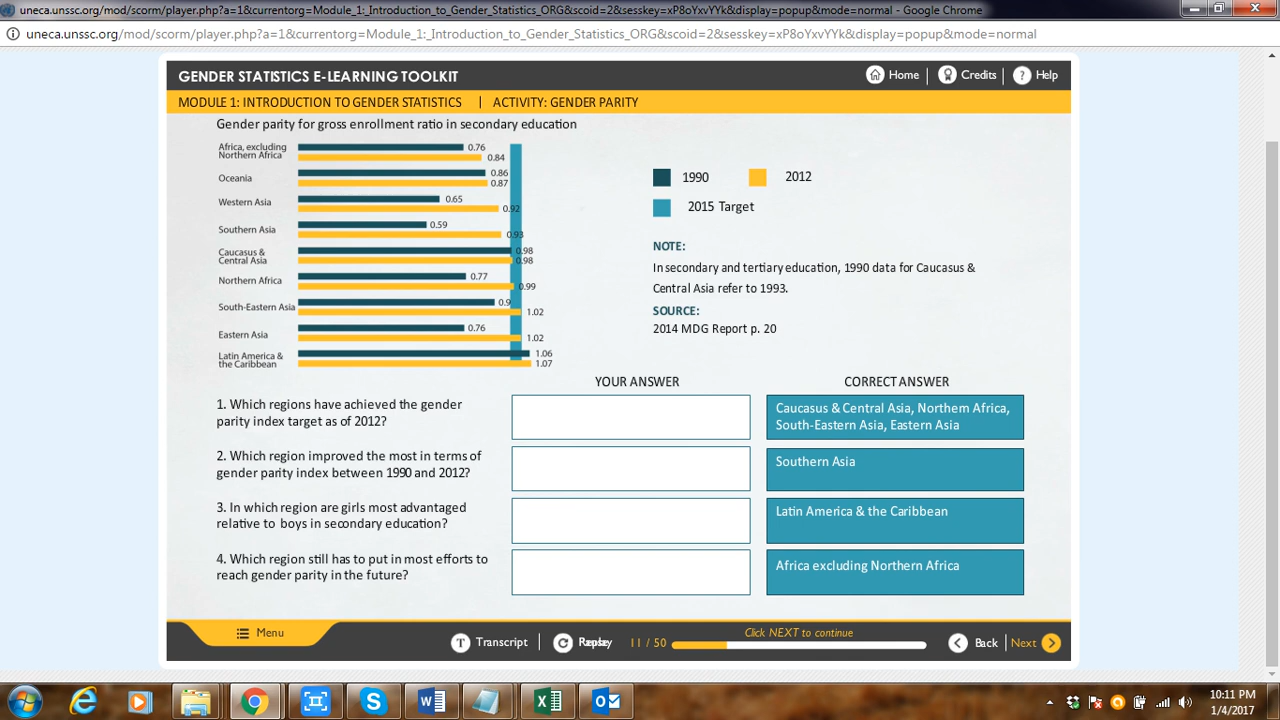 uneca.unssc.org/mod/scorm/player.php?a=1&currentorg=Module_1:_Introduction_to_Gender_Statistics_ORG&scoid=2&sesskey=xP8oYxvYYk&display=popup&mode=normal - Google Chrome
uneca.unssc.org/mod/scorm/player.php?a=1&currentorg=Module_1:_Introduction_to_Gender_Statistics_ORG&scoid=2&sesskey=xP8oYxvYYk&display=popup&mode=normal
GENDER STATISTICS E-LEARNING TOOLKIT
Home
Credits
? Help
MODULE 1: INTRODUCTION TO GENDER STATISTICS | ACTIVITY: GENDER PARITY
Gender parity for gross enrollment ratio in secondary education
Africa, excluding
Northern Africa
0.76
0.84
Oceania
0.86
0.87
Western Asia
0.65
0.92
Southern Asia
0.59
0.93
Caucasus &
Central Asia
0.98
0.98
Northern Africa
0.77
0.99
South-Eastern Asia
0.9
1.02
Eastern Asia
0.76
1.02
Latin America &
the Caribbean
1.06
1.07
1990
2012
2015 Target
NOTE:
In secondary and tertiary education, 1990 data for Caucasus &
Central Asia refer to 1993.
SOURCE:
2014 MDG Report p. 20
YOUR ANSWER
CORRECT ANSWER
1. Which regions have achieved the gender
parity index target as of 2012?
Caucasus & Central Asia, Northern Africa,
South-Eastern Asia, Eastern Asia
2. Which region improved the most in terms of
gender parity index between 1990 and 2012?
Southern Asia
3. In which region are girls most advantaged
relative to boys in secondary education?
Latin America & the Caribbean
4. Which region still has to put in most efforts to
reach gender parity in the future?
Africa excluding Northern Africa
Menu
T Transcript
11 / 50
Click NEXT to continue
Back
Next
10:11 PM
1/4/2017